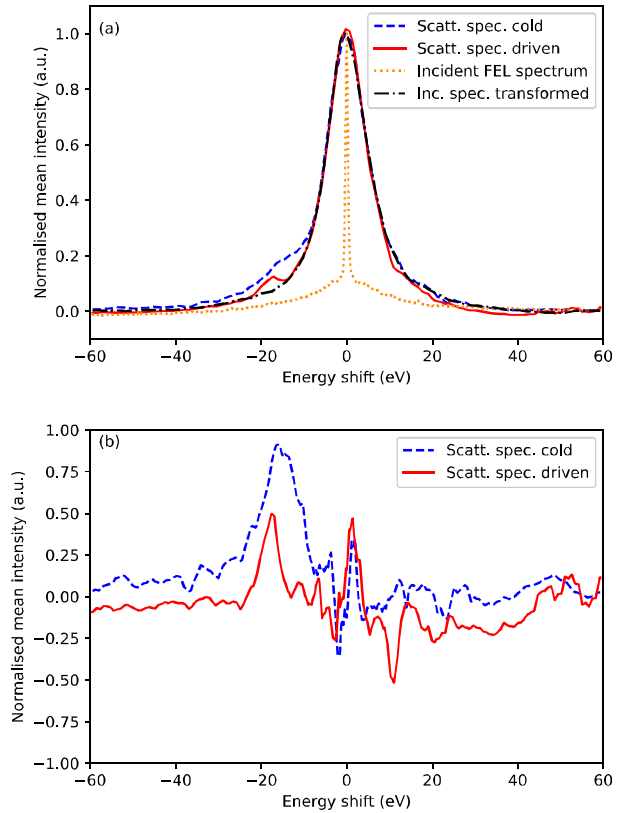 (a)
Scatt. spec. cold
Scatt. spec. driven
Incident FEL spectrum
Inc. spec. transformed
Normalised mean intensity (a.u.)
1.0
0.8
0.6
0.4
0.2
0.0
−60
−40
−20
0
20
40
60
Energy shift (eV)
(b)
Scatt. spec. cold
Scatt. spec. driven
Normalised mean intensity (a.u.)
1.00
0.75
0.50
0.25
0.00
−0.25
−0.50
−0.75
−1.00
−60
−40
−20
0
20
40
60
Energy shift (eV)